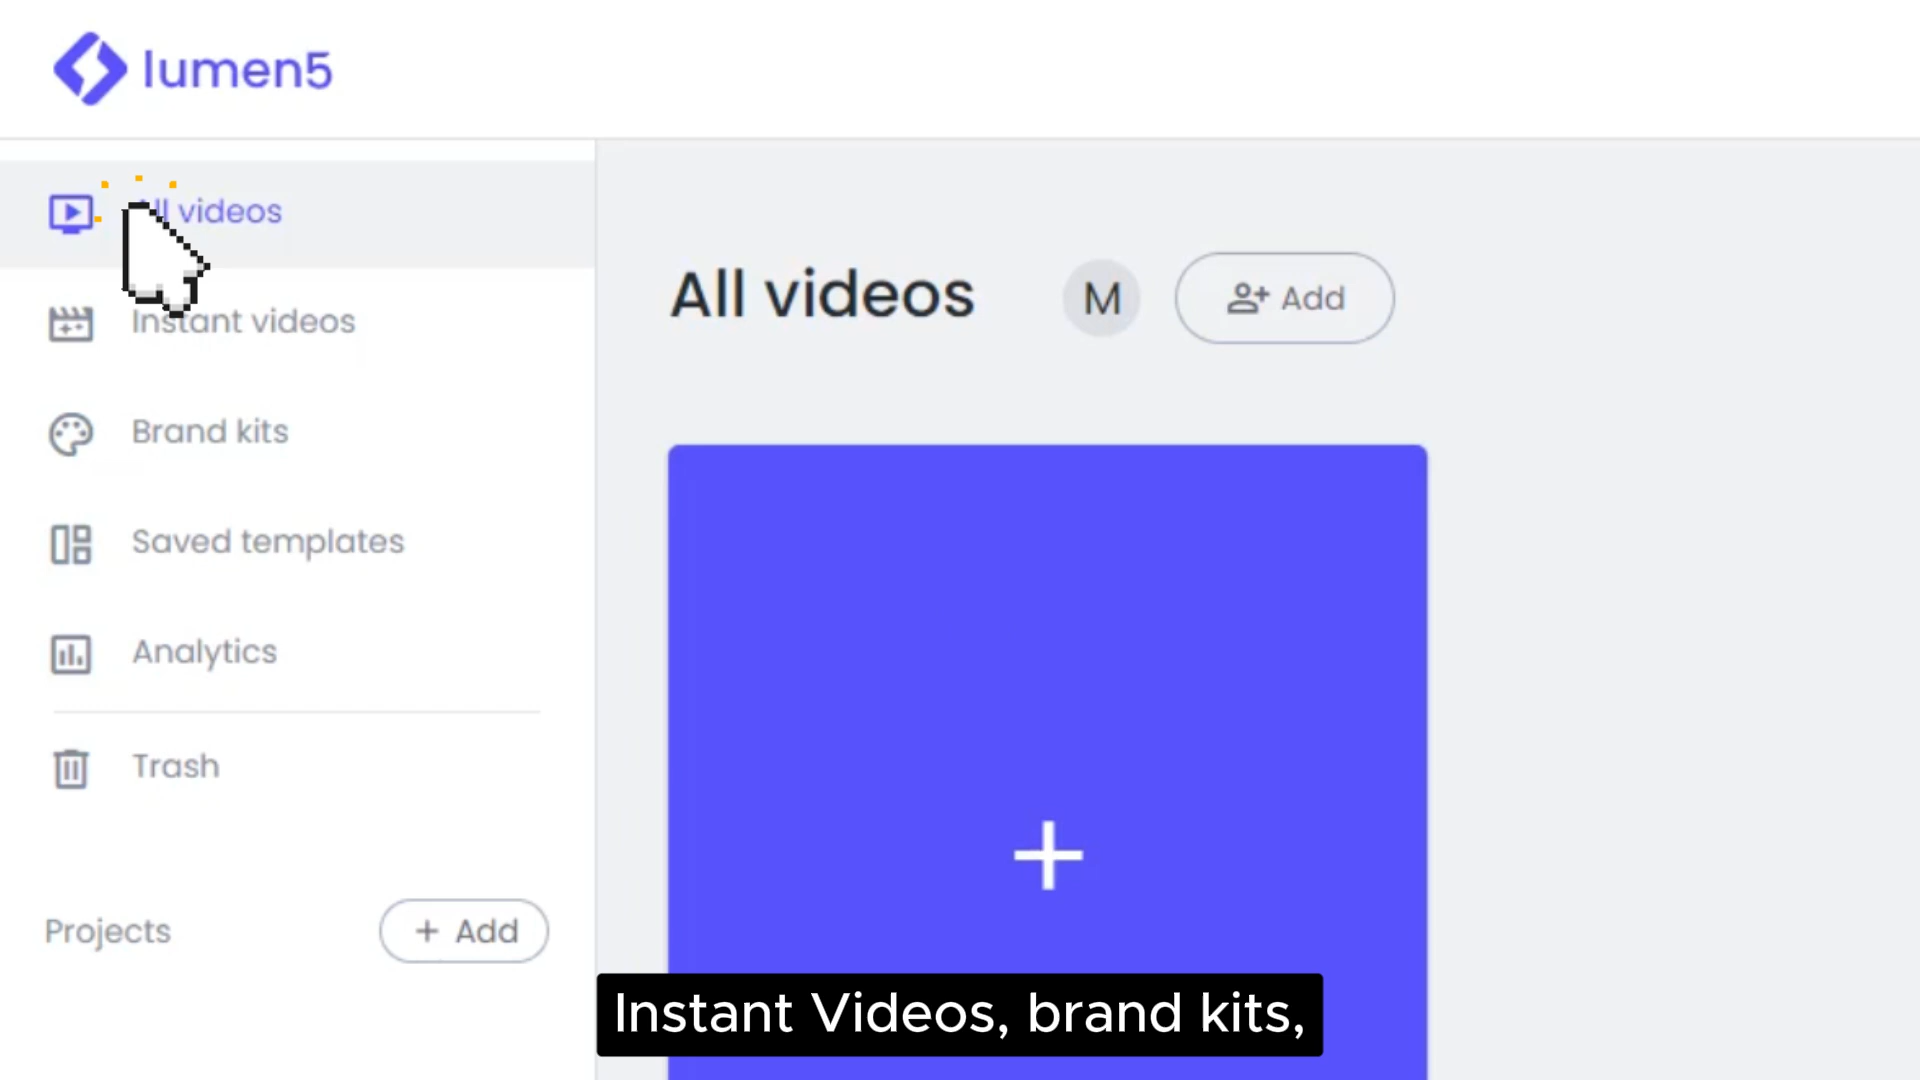 lumen5
All videos
Instant videos
Brand kits
Saved templates
Analytics
Trash
Projects
+ Add
All videos
M
Add
Instant Videos, brand kits,